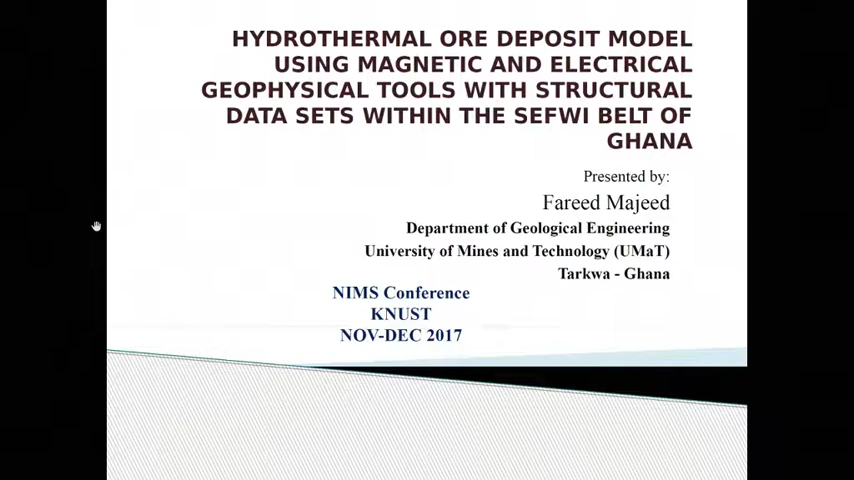 HYDROTHERMAL ORE DEPOSIT MODEL
USING MAGNETIC AND ELECTRICAL
GEOPHYSICAL TOOLS WITH STRUCTURAL
DATA SETS WITHIN THE SEFWI BELT OF
GHANA
Presented by:
Fareed Majeed
Department of Geological Engineering
University of Mines and Technology (UMaT)
Tarkwa - Ghana
NIMS Conference
KNUST
NOV-DEC 2017